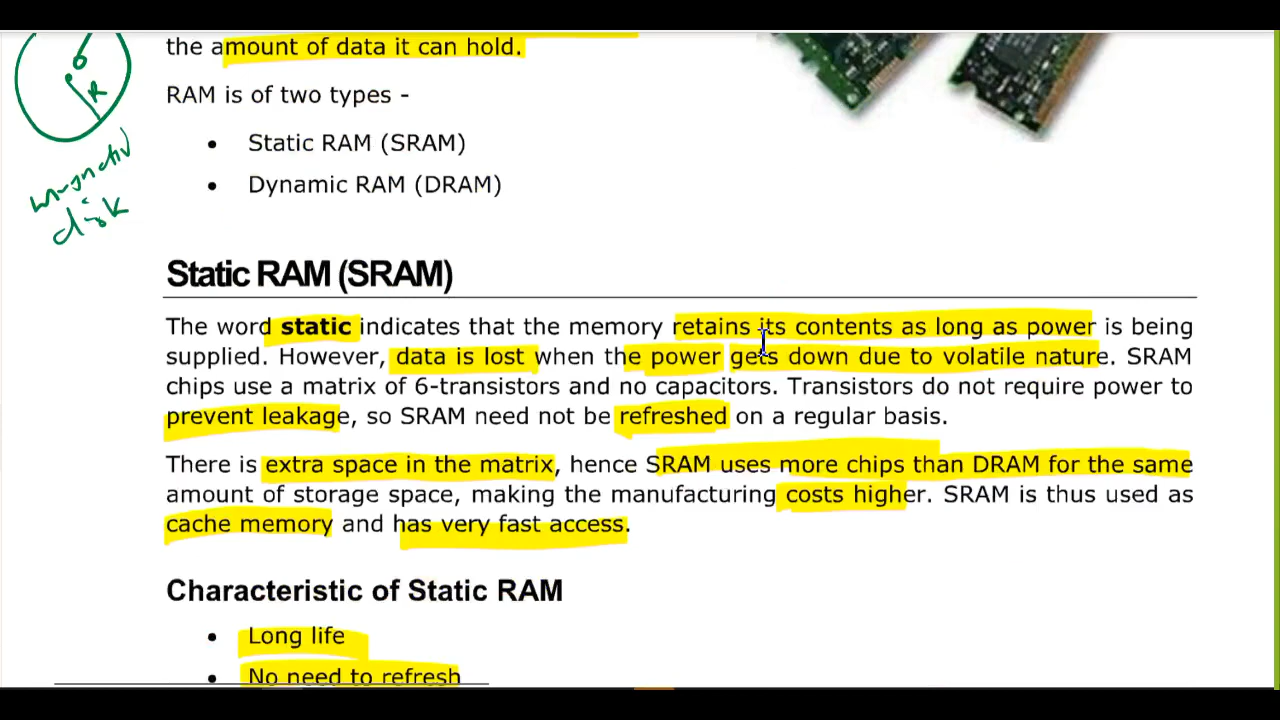 the amount of data it can hold.
RAM is of two types -
• Static RAM (SRAM)
• Dynamic RAM (DRAM)
R
disk
Static RAM (SRAM)
The word static indicates that the memory retains its contents as long as power is being
supplied. However, data is lost when the power gets down due to volatile nature. SRAM
chips use a matrix of 6-transistors and no capacitors. Transistors do not require power to
prevent leakage, so SRAM need not be refreshed on a regular basis.
There is extra space in the matrix, hence SRAM uses more chips than DRAM for the same
amount of storage space, making the manufacturing costs higher. SRAM is thus used as
cache memory and has very fast access.
Characteristic of Static RAM
• Long life
• No need to refresh